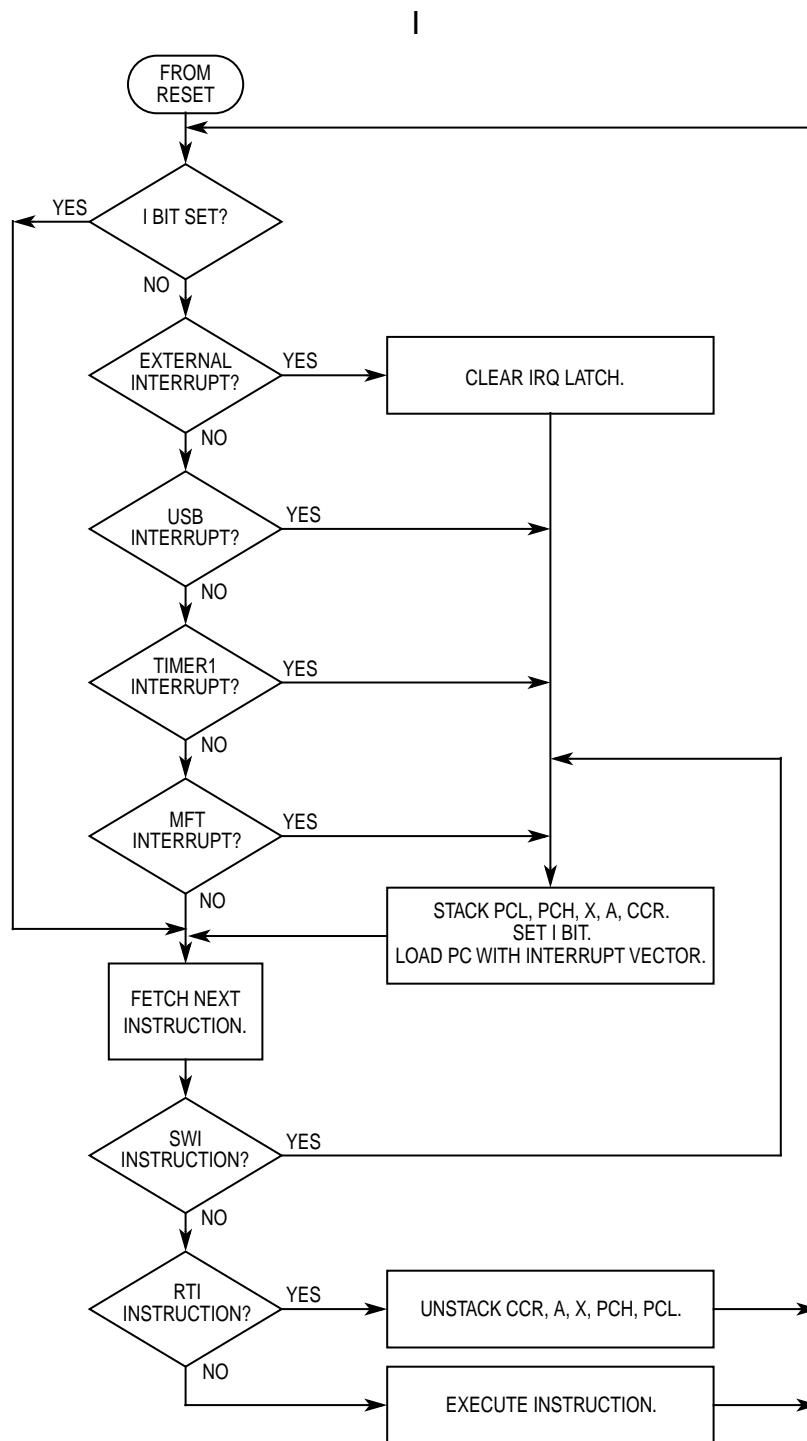 I
FROM
RESET
YES
I BIT SET?
NO
EXTERNAL
INTERRUPT?
YES
CLEAR IRQ LATCH.
NO
USB
INTERRUPT?
YES
NO
TIMER1
INTERRUPT?
YES
NO
MFT
INTERRUPT?
YES
NO
STACK PCL, PCH, X, A, CCR.
SET I BIT.
LOAD PC WITH INTERRUPT VECTOR.
FETCH NEXT
INSTRUCTION.
SWI
INSTRUCTION?
YES
NO
RTI
INSTRUCTION?
YES
UNSTACK CCR, A, X, PCH, PCL.
NO
EXECUTE INSTRUCTION.